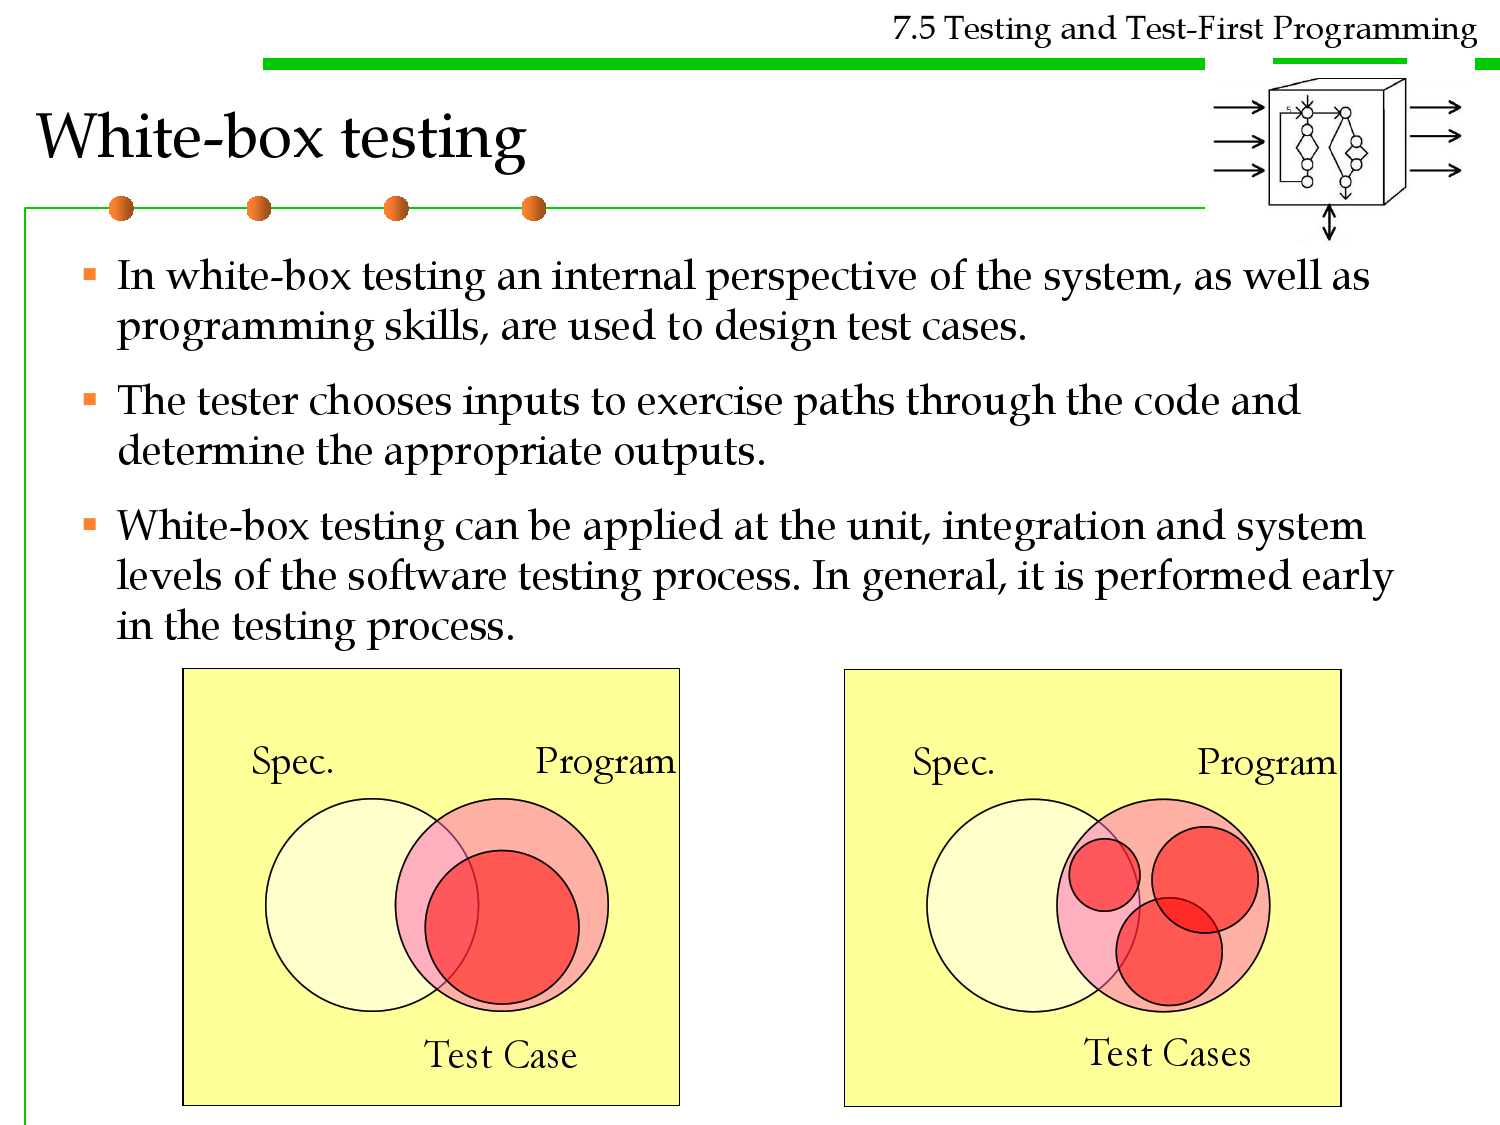 7.5 Testing and Test-First Programming
White-box testing
5
In white-box testing an internal perspective of the system, as well as
programming skills, are used to design test cases.
The tester chooses inputs to exercise paths through the code and
determine the appropriate outputs.
White-box testing can be applied at the unit, integration and system
levels of the software testing process. In general, it is performed early
in the testing process.
Spec.
Program
Test Case
Spec.
Program
Test Cases